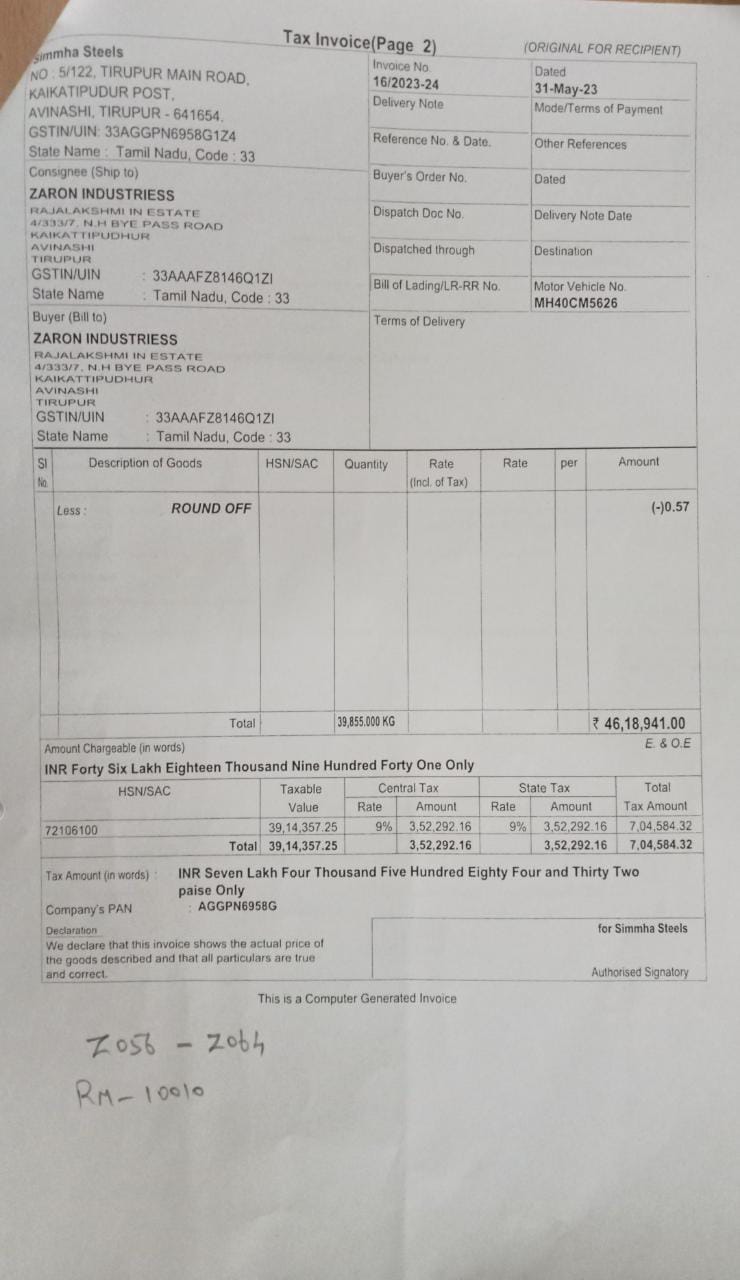 Tax Invoice(Page 2)
(ORIGINAL FOR RECIPIENT)
Simmha Steels
NO : 5/122, TIRUPUR MAIN ROAD,
KAIKATIPUDUR POST,
AVINASHI, TIRUPUR - 641654.
GSTIN/UIN: 33AGGPN6958G1Z4
State Name : Tamil Nadu, Code : 33
Invoice No.
16/2023-24
Dated
31-May-23
Delivery Note
Mode/Terms of Payment
Reference No. & Date.
Other References
Consignee (Ship to)
ZARON INDUSTRIESS
RAJALAKSHMI IN ESTATE
4/333/7, N.H BYE PASS ROAD
KAIKATTIPUDHUR
AVINASHI
TIRUPUR
GSTIN/UIN : 33AAAFZ8146Q1ZI
State Name : Tamil Nadu, Code : 33
Buyer's Order No.
Dated
Dispatch Doc No.
Delivery Note Date
Dispatched through
Destination
Bill of Lading/LR-RR No.
Motor Vehicle No.
MH40CM5626
Buyer (Bill to)
ZARON INDUSTRIESS
RAJALAKSHMI IN ESTATE
4/333/7, N.H BYE PASS ROAD
KAIKATTIPUDHUR
AVINASHI
TIRUPUR
GSTIN/UIN : 33AAAFZ8146Q1ZI
State Name : Tamil Nadu, Code : 33
Terms of Delivery
Sl No. Description of Goods HSN/SAC Quantity Rate (Incl. of Tax) Rate per Amount
Less : ROUND OFF (-)0.57
Total 39,855.000 KG ₹ 46,18,941.00
Amount Chargeable (in words) E. & O.E
INR Forty Six Lakh Eighteen Thousand Nine Hundred Forty One Only
HSN/SAC Taxable Central Tax State Tax Total
Value Rate Amount Rate Amount Tax Amount
72106100 39,14,357.25 9% 3,52,292.16 9% 3,52,292.16 7,04,584.32
Total 39,14,357.25 3,52,292.16 3,52,292.16 7,04,584.32
Tax Amount (in words) : INR Seven Lakh Four Thousand Five Hundred Eighty Four and Thirty Two
paise Only
Company's PAN : AGGPN6958G
Declaration
We declare that this invoice shows the actual price of
the goods described and that all particulars are true
and correct.
for Simmha Steels
Authorised Signatory
This is a Computer Generated Invoice
Z056 - Z064
RM - 10010